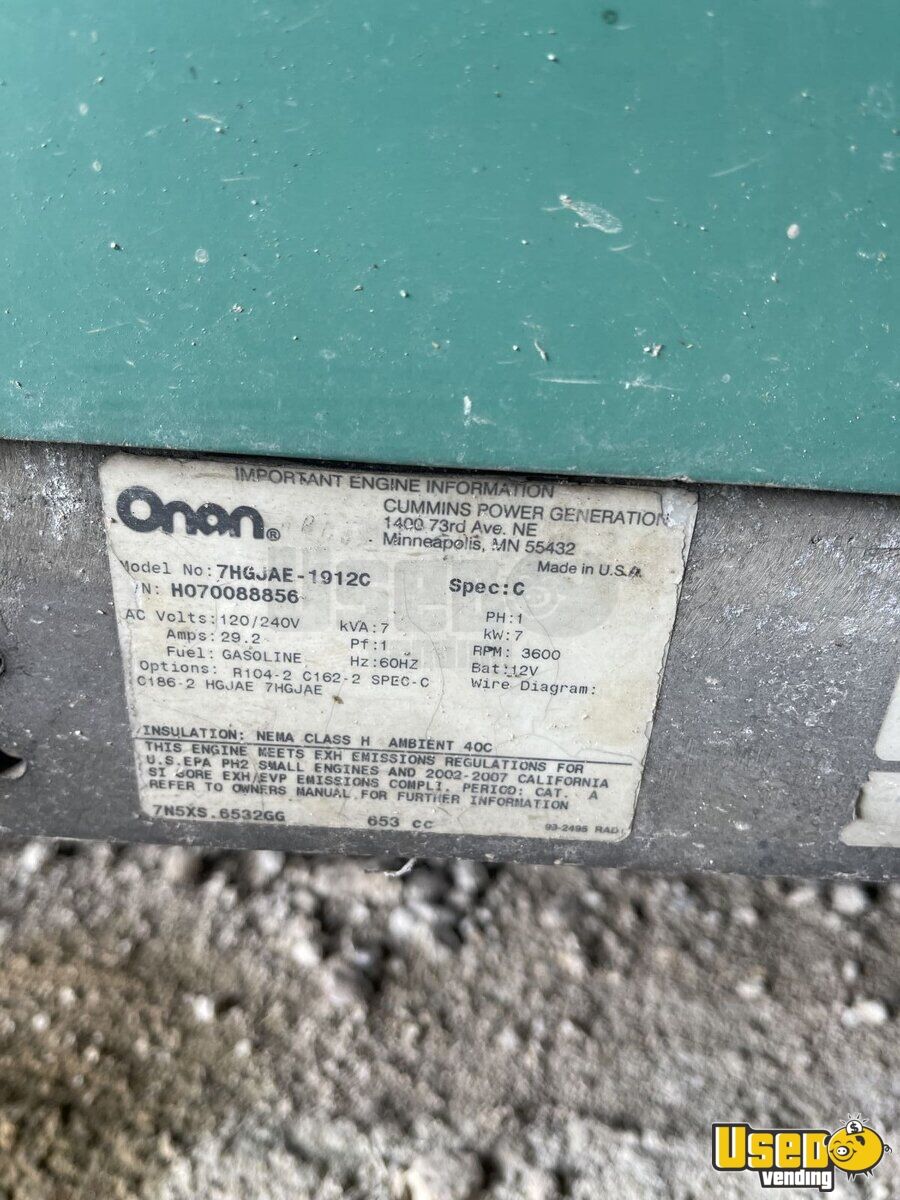 IMPORTANT ENGINE INFORMATION
Onan®
CUMMINS POWER GENERATION
1400 73rd Ave. NE
Minneapolis, MN 55432
Made in U.S.A.
Model No: 7HGJAE-1912C
Spec: C
/N: H070088856
AC Volts: 120/240V kVA: 7 PH: 1
Amps: 29.2 Pf: 1 kW: 7
Fuel: GASOLINE Hz: 60HZ RPM: 3600
Options: R104-2 C162-2 SPEC-C Bat: 12V
C186-2 HGJAE 7HGJAE Wire Diagram:
INSULATION: NEMA CLASS H AMBIENT 40C
THIS ENGINE MEETS EXH EMISSIONS REGULATIONS FOR
U.S.EPA PH2 SMALL ENGINES AND 2002-2007 CALIFORNIA
SI SORE EXH/EVP EMISSIONS COMPLI. PERIOD: CAT. A
REFER TO OWNERS MANUAL FOR FURTHER INFORMATION
7N5XS.6532GG 653 cc 93-2495 RAD
USED
vending